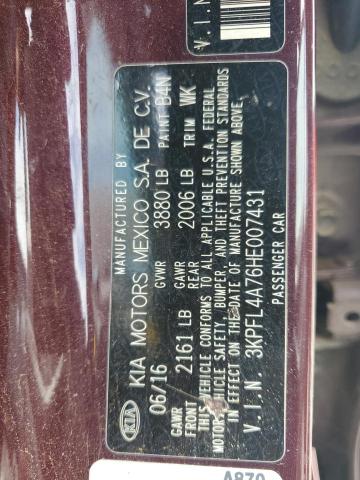 MANUFACTURED BY
KIA KIA MOTORS MEXICO S.A. DE C.V.
06/16 GVWR 3880 LB PAINT B4N
GAWR FRONT 2161 LB GAWR REAR 2006 LB TRIM WK
THIS VEHICLE CONFORMS TO ALL APPLICABLE U.S.A. FEDERAL
MOTOR VEHICLE SAFETY, BUMPER, AND THEFT PREVENTION STANDARDS
IN EFFECT ON THE DATE OF MANUFACTURE SHOWN ABOVE.
V.I.N. 3KPFL4A76HE007431
PASSENGER CAR
V.I.N
A870